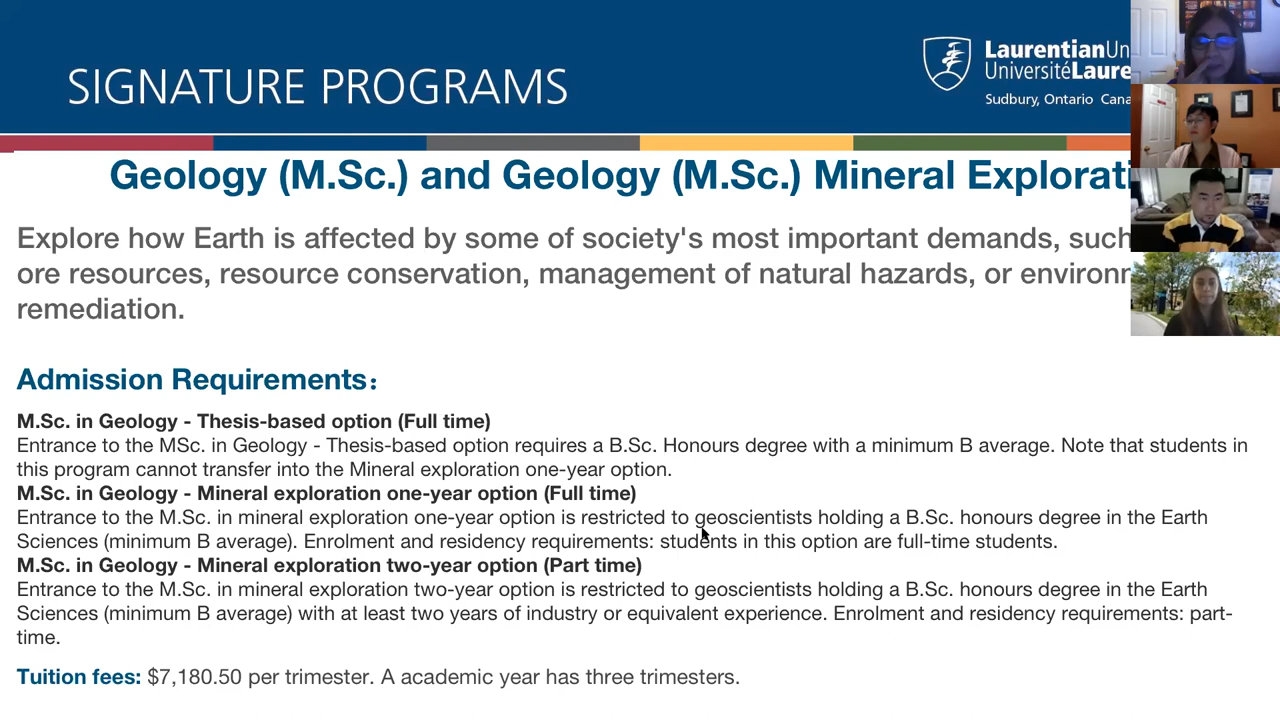 SIGNATURE PROGRAMS
LaurentianUn
UniversitéLaure
Sudbury, Ontario Cana
Geology (M.Sc.) and Geology (M.Sc.) Mineral Explorati
Explore how Earth is affected by some of society's most important demands, such
ore resources, resource conservation, management of natural hazards, or environm
remediation.
Admission Requirements：
M.Sc. in Geology - Thesis-based option (Full time)
Entrance to the MSc. in Geology - Thesis-based option requires a B.Sc. Honours degree with a minimum B average. Note that students in
this program cannot transfer into the Mineral exploration one-year option.
M.Sc. in Geology - Mineral exploration one-year option (Full time)
Entrance to the M.Sc. in mineral exploration one-year option is restricted to geoscientists holding a B.Sc. honours degree in the Earth
Sciences (minimum B average). Enrolment and residency requirements: students in this option are full-time students.
M.Sc. in Geology - Mineral exploration two-year option (Part time)
Entrance to the M.Sc. in mineral exploration two-year option is restricted to geoscientists holding a B.Sc. honours degree in the Earth
Sciences (minimum B average) with at least two years of industry or equivalent experience. Enrolment and residency requirements: part-
time.
Tuition fees: $7,180.50 per trimester. A academic year has three trimesters.